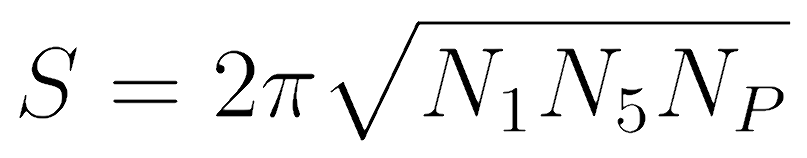 S = 2π√(N₁N₅N_P)